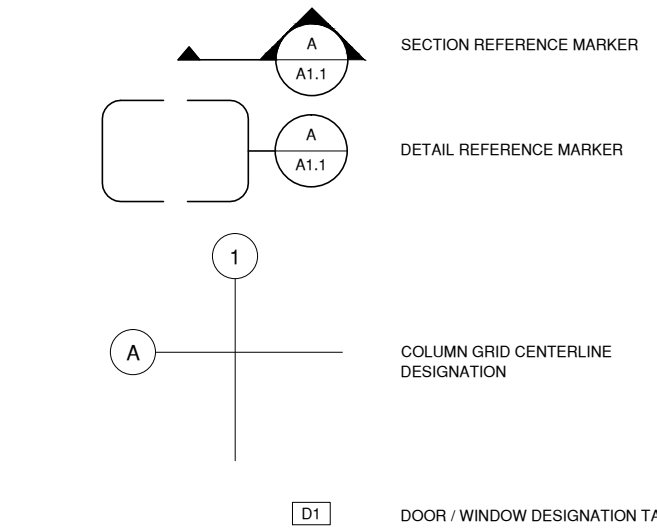 A
A1.1
SECTION REFERENCE MARKER
A
A1.1
DETAIL REFERENCE MARKER
1
A
COLUMN GRID CENTERLINE
DESIGNATION
D1
DOOR / WINDOW DESIGNATION